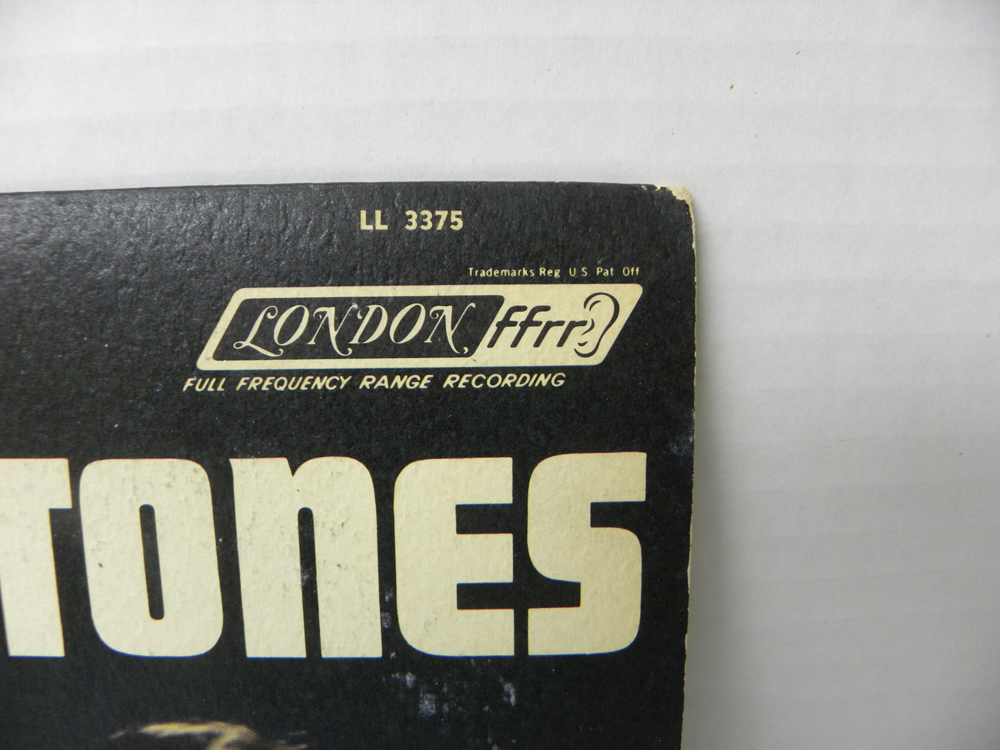 LL 3375
Trademarks Reg U S Pat Off
LONDON ffrr
FULL FREQUENCY RANGE RECORDING
TONES